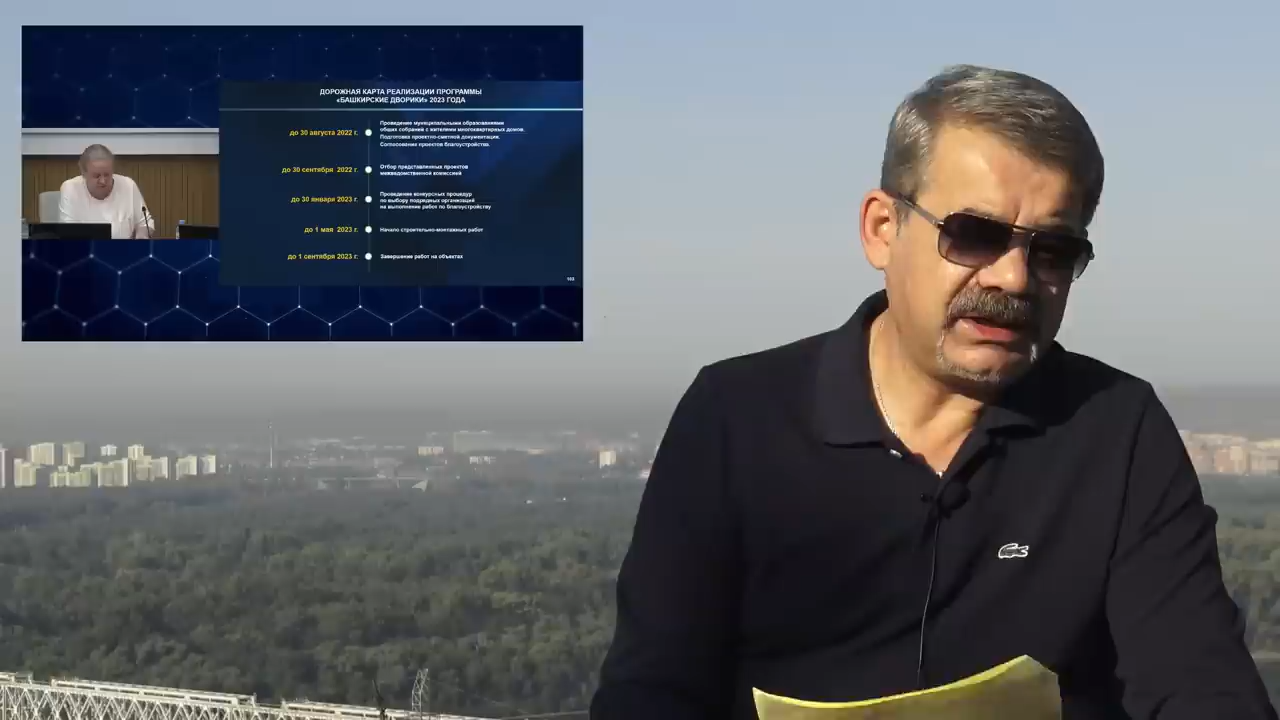 ДОРОЖНАЯ КАРТА РЕАЛИЗАЦИИ ПРОГРАММЫ
«БАШКИРСКИЕ ДВОРИКИ» 2023 ГОДА
до 30 августа 2022 г.
Проведение муниципальными образованиями
общих собраний с жителями многоквартирных домов.
Подготовка проектно-сметной документации.
Согласование проектов благоустройства.
до 30 сентября 2022 г.
Отбор представленных проектов
межведомственной комиссией
до 30 января 2023 г.
Проведение конкурсных процедур
по выбору подрядных организаций
на выполнение работ по благоустройству
до 1 мая 2023 г.
Начало строительно-монтажных работ
до 1 сентября 2023 г.
Завершение работ на объектах
103